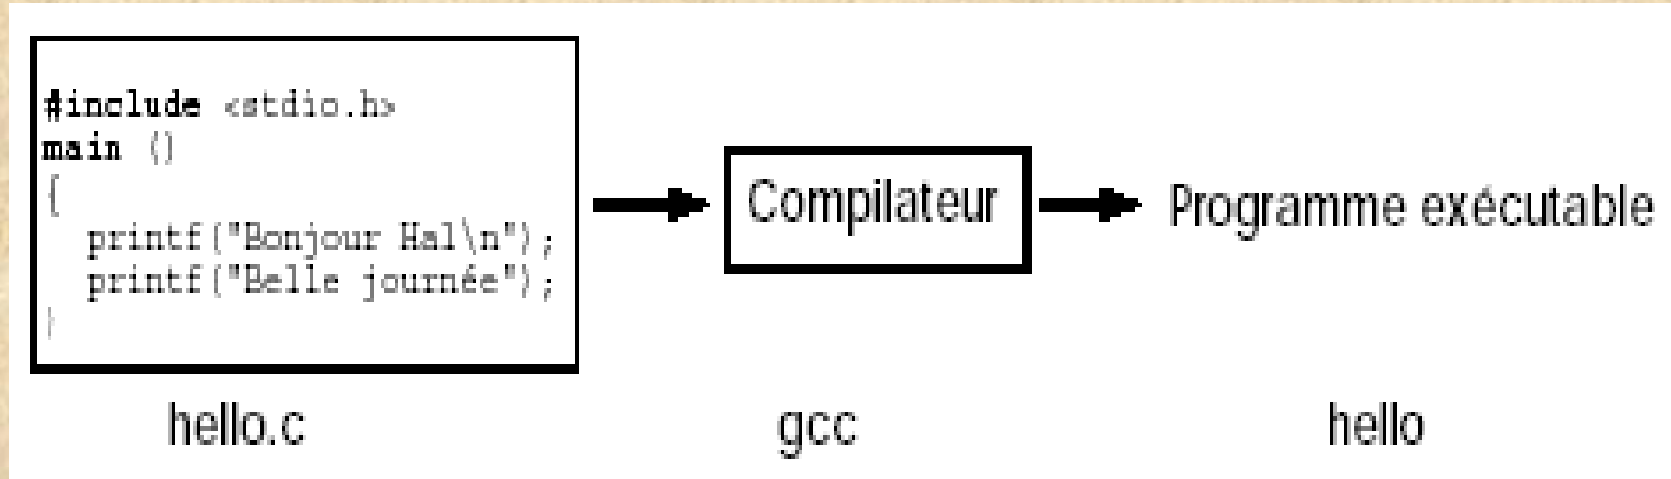 #include <stdio.h>
main ()
{
printf("Bonjour Hal\n");
printf("Belle journée");
}
hello.c
Compilateur
gcc
Programme exécutable
hello